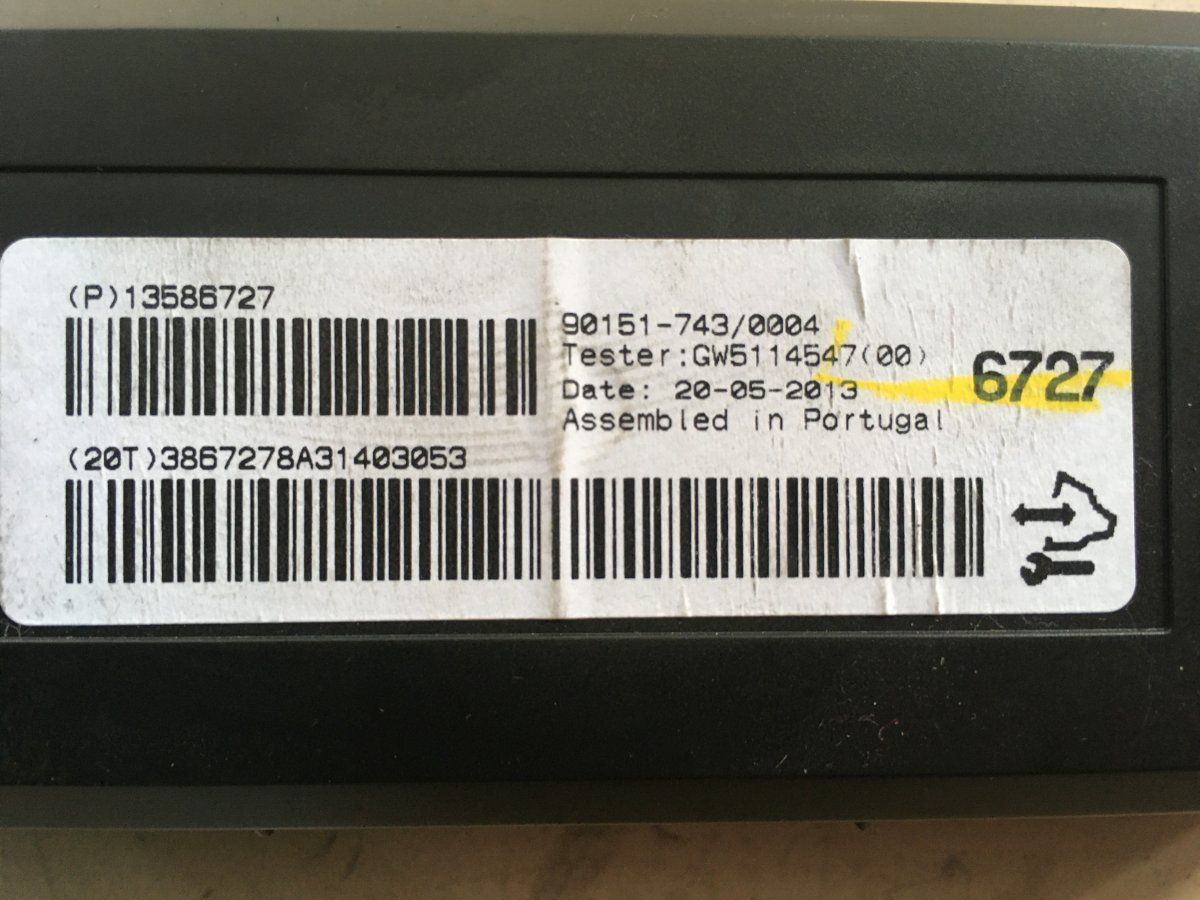 (P)13586727
90151-743/0004
Tester:GW5114547(00)
Date: 20-05-2013
Assembled in Portugal
6727
(20T)3867278A31403053